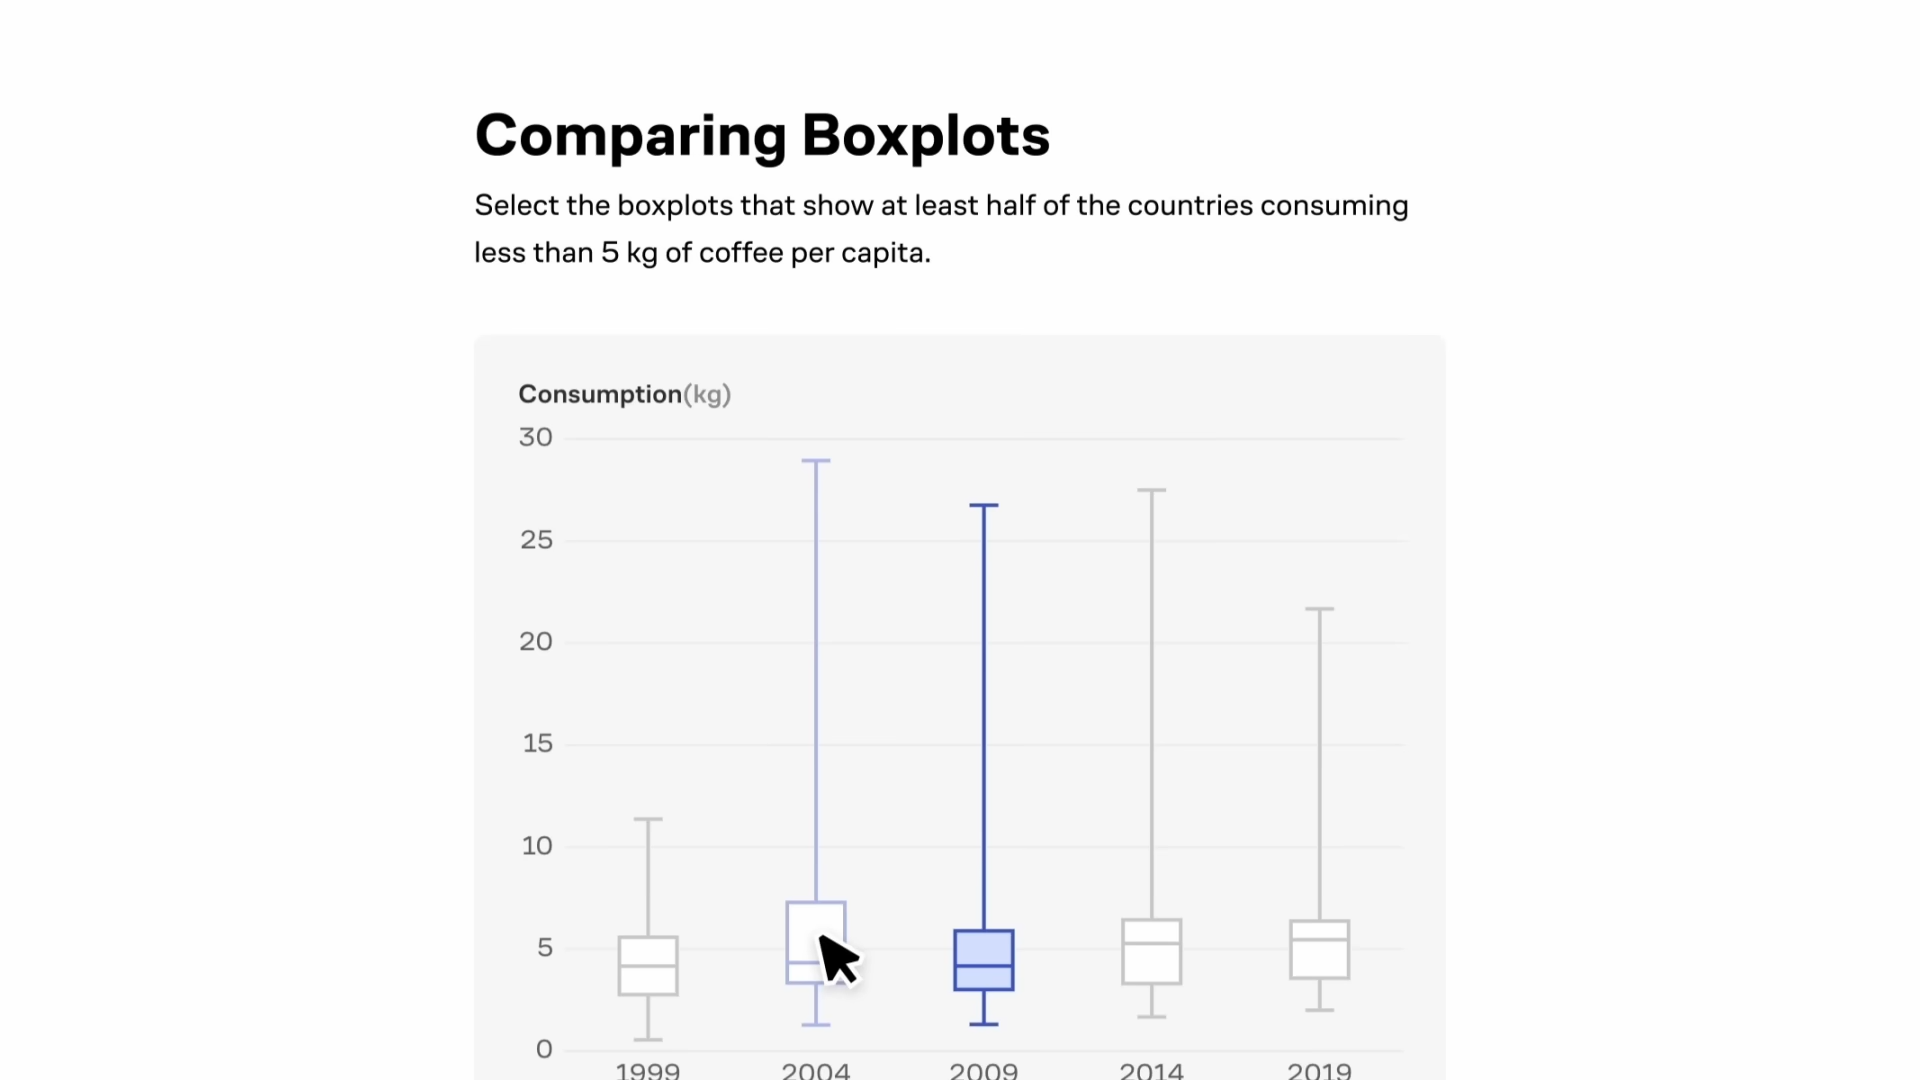 Comparing Boxplots
Select the boxplots that show at least half of the countries consuming
less than 5 kg of coffee per capita.
Consumption(kg)
30
25
20
15
10
5
0
1999 2004 2009 2014 2019